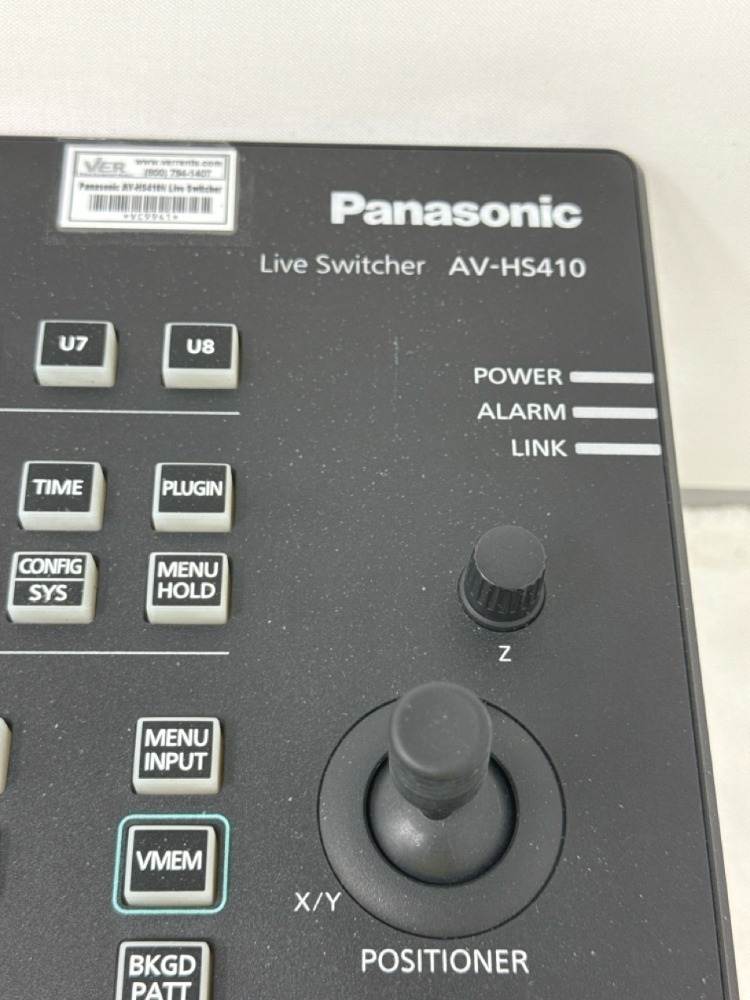 VER
www.verrents.com
(800) 794-1407
Panasonic AV-HS410N Live Switcher
*VC9941*
Panasonic
Live Switcher AV-HS410
U7
U8
POWER
ALARM
LINK
TIME
PLUGIN
CONFIG
SYS
MENU
HOLD
Z
MENU
INPUT
VMEM
X/Y
POSITIONER
BKGD
PATT